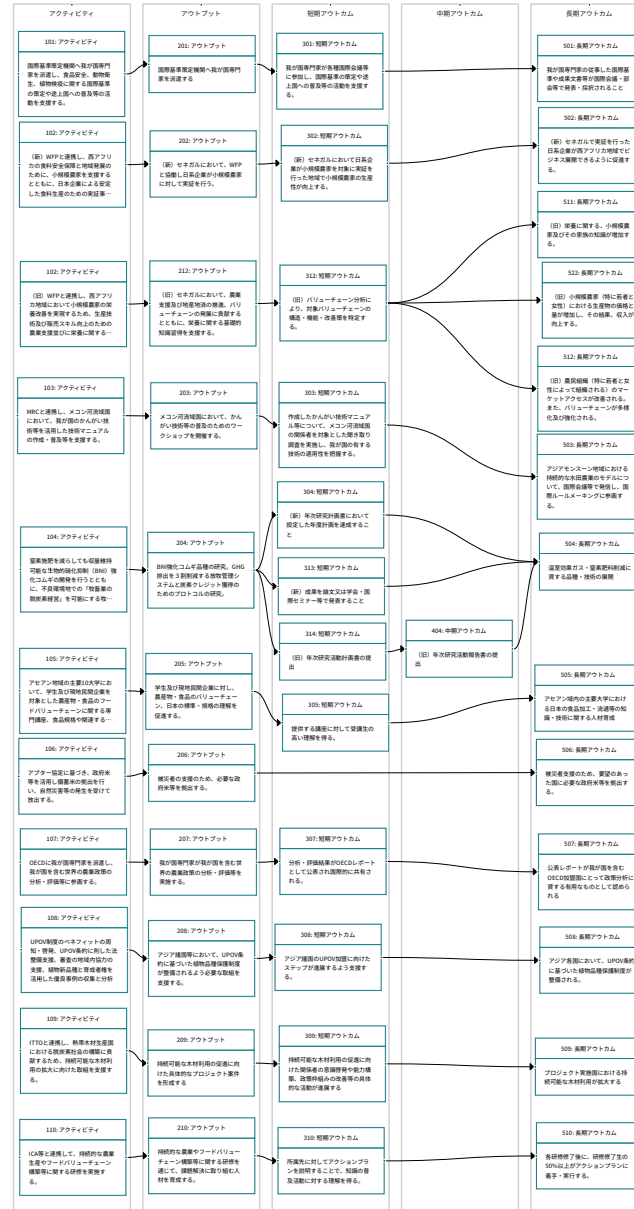 アクティビティ
アウトプット
短期アウトカム
中期アウトカム
長期アウトカム
101: アクティビティ
国際基準策定機関へ我が国専門
家を派遣し、食品安全、動物衛
生、植物検疫に関する国際基準
の策定や途上国への普及等の活
動を支援する。
201: アウトプット
国際基準策定機関へ我が国専門
家を派遣する
301: 短期アウトカム
我が国専門家が各種国際会議等
に参加し、国際基準の策定や途
上国への普及等の活動を支援す
る。
501: 長期アウトカム
我が国専門家の従事した国際基
準や成果文書等が国際会議・部
会等で発表・採択されること
102: アクティビティ
（新）WFPと連携し、西アフリ
カの食料安全保障と地域発展の
ために、小規模農家を支援する
とともに、日本企業による安定
した食料生産のための実証事…
202: アウトプット
（新）セネガルにおいて、WFP
と協働し日系企業が小規模農家
に対して実証を行う。
302: 短期アウトカム
（新）セネガルにおいて日系企
業が小規模農家を対象に実証を
行った地域で小規模農家の生産
性が向上する。
502: 長期アウトカム
（新）セネガルで実証を行った
日系企業が西アフリカ地域でビ
ジネス展開できるように促進す
る。
511: 長期アウトカム
（旧）栄養に関する、小規模農
家及びその家族の知識が増加す
る。
102: アクティビティ
（旧）WFPと連携し、西アフリ
カ地域において小規模農家の栄
養改善を実現するため、生産技
術及び販売スキル向上のための
農業支援並びに栄養に関する…
212: アウトプット
（旧）セネガルにおいて、農業
支援及び地産地消の推進、バリ
ューチェーンの発展に貢献する
とともに、栄養に関する基礎的
知識習得を支援する。
312: 短期アウトカム
（旧）バリューチェーン分析に
より、対象バリューチェーンの
構造・機能・改善策を特定す
る。
522: 長期アウトカム
（旧）小規模農家（特に若者と
女性）における生産物の価格と
量が増加し、その結果、収入が
向上する。
512: 長期アウトカム
（旧）農民組織（特に若者と女
性によって組織される）のマー
ケットアクセスが改善される。
また、バリューチェーンが多様
化及び強化される。
103: アクティビティ
MRCと連携し、メコン河流域国
において、我が国のかんがい技
術等を活用した技術マニュアル
の作成・普及等を支援する。
203: アウトプット
メコン河流域国において、かん
がい技術等の普及のためのワー
クショップを開催する。
303: 短期アウトカム
作成したかんがい技術マニュア
ル等について、メコン河流域国
の関係者を対象とした聞き取り
調査を実施し、我が国の有する
技術の適用性を把握する。
503: 長期アウトカム
アジアモンスーン地域における
持続的な水田農業のモデルにつ
いて、国際会議等で発信し、国
際ルールメーキングに参画す
る。
104: アクティビティ
窒素施肥を減らしても収量維持
可能な生物的硝化抑制（BNI）強
化コムギの開発を行うととも
に、不良環境地での「牧畜業の
脱炭素経営」を可能にする牧…
204: アウトプット
BNI強化コムギ品種の研究。GHG
排出を３割削減する放牧管理シ
ステムと炭素クレジット獲得の
ためのプロトコルの研究。
304: 短期アウトカム
（新）年次研究計画書において
設定した年度計画を達成するこ
と
313: 短期アウトカム
（新）成果を論文又は学会・国
際セミナー等で発表すること
314: 短期アウトカム
（旧）年次研究活動計画書の提
出
404: 中期アウトカム
（旧）年次研究活動報告書の提
出
504: 長期アウトカム
温室効果ガス・窒素肥料削減に
資する品種・技術の展開
105: アクティビティ
アセアン地域の主要10大学にお
いて、学生及び現地民間企業を
対象とした農産物・食品のフー
ドバリューチェーンに関する専
門講座、食品規格や関連する…
205: アウトプット
学生及び現地民間企業に対し、
農産物・食品のバリューチェー
ン、日本の標準・規格の理解を
促進する。
305: 短期アウトカム
提供する講座に対して受講生の
高い理解を得る。
505: 長期アウトカム
アセアン域内の主要大学におけ
る日本の食品加工・流通等の知
識・技術に関する人材育成
106: アクティビティ
アプター協定に基づき、政府米
等を活用し備蓄米の拠出を行
い、自然災害等の発生を受けて
放出する。
206: アウトプット
被災者の支援のため、必要な政
府米等を拠出する。
506: 長期アウトカム
被災者支援のため、要望のあっ
た国に必要な政府米等を拠出す
る。
107: アクティビティ
OECDに我が国専門家を派遣し、
我が国を含む世界の農業政策の
分析・評価等に参画する。
207: アウトプット
我が国専門家が我が国を含む世
界の農業政策の分析・評価等を
実施する。
307: 短期アウトカム
分析・評価結果がOECDレポート
として公表され国際的に共有さ
れる。
507: 長期アウトカム
公表レポートが我が国を含む
OECD加盟国にとって政策分析に
資する有用なものとして認めら
れる
108: アクティビティ
UPOV制度のベネフィットの周
知・啓発、UPOV条約に則した法
整備支援、審査の地域内協力の
支援、植物新品種と育成者権を
活用した優良事例の収集と分析
208: アウトプット
アジア諸国等において、UPOV条
約に基づいた植物品種保護制度
が整備されるよう必要な取組を
支援する。
308: 短期アウトカム
アジア諸国のUPOV加盟に向けた
ステップが進展するよう支援す
る。
508: 長期アウトカム
アジア各国において、UPOV条約
に基づいた植物品種保護制度が
整備される。
109: アクティビティ
ITTOと連携し、熱帯木材生産国
における脱炭素社会の構築に貢
献するため、持続可能な木材利
用の拡大に向けた取組を支援す
る。
209: アウトプット
持続可能な木材利用の促進に向
けた具体的なプロジェクト案件
を形成する
309: 短期アウトカム
持続可能な木材利用の促進に向
けた関係者の意識啓発や能力構
築、政策枠組みの改善等の具体
的な活動が進展する
509: 長期アウトカム
プロジェクト実施国における持
続可能な木材利用が拡大する
110: アクティビティ
ICA等と連携して、持続的な農業
生産やフードバリューチェーン
構築等に関する研修を実施す
る。
210: アウトプット
持続的な農業やフードバリュー
チェーン構築等に関する研修を
通じて、課題解決に取り組む人
材を育成する。
310: 短期アウトカム
所属先に対してアクションプラ
ンを説明することで、知識の普
及活動に対する理解を得る。
510: 長期アウトカム
各研修修了後に、研修修了生の
50%以上がアクションプランに
着手・実行する。